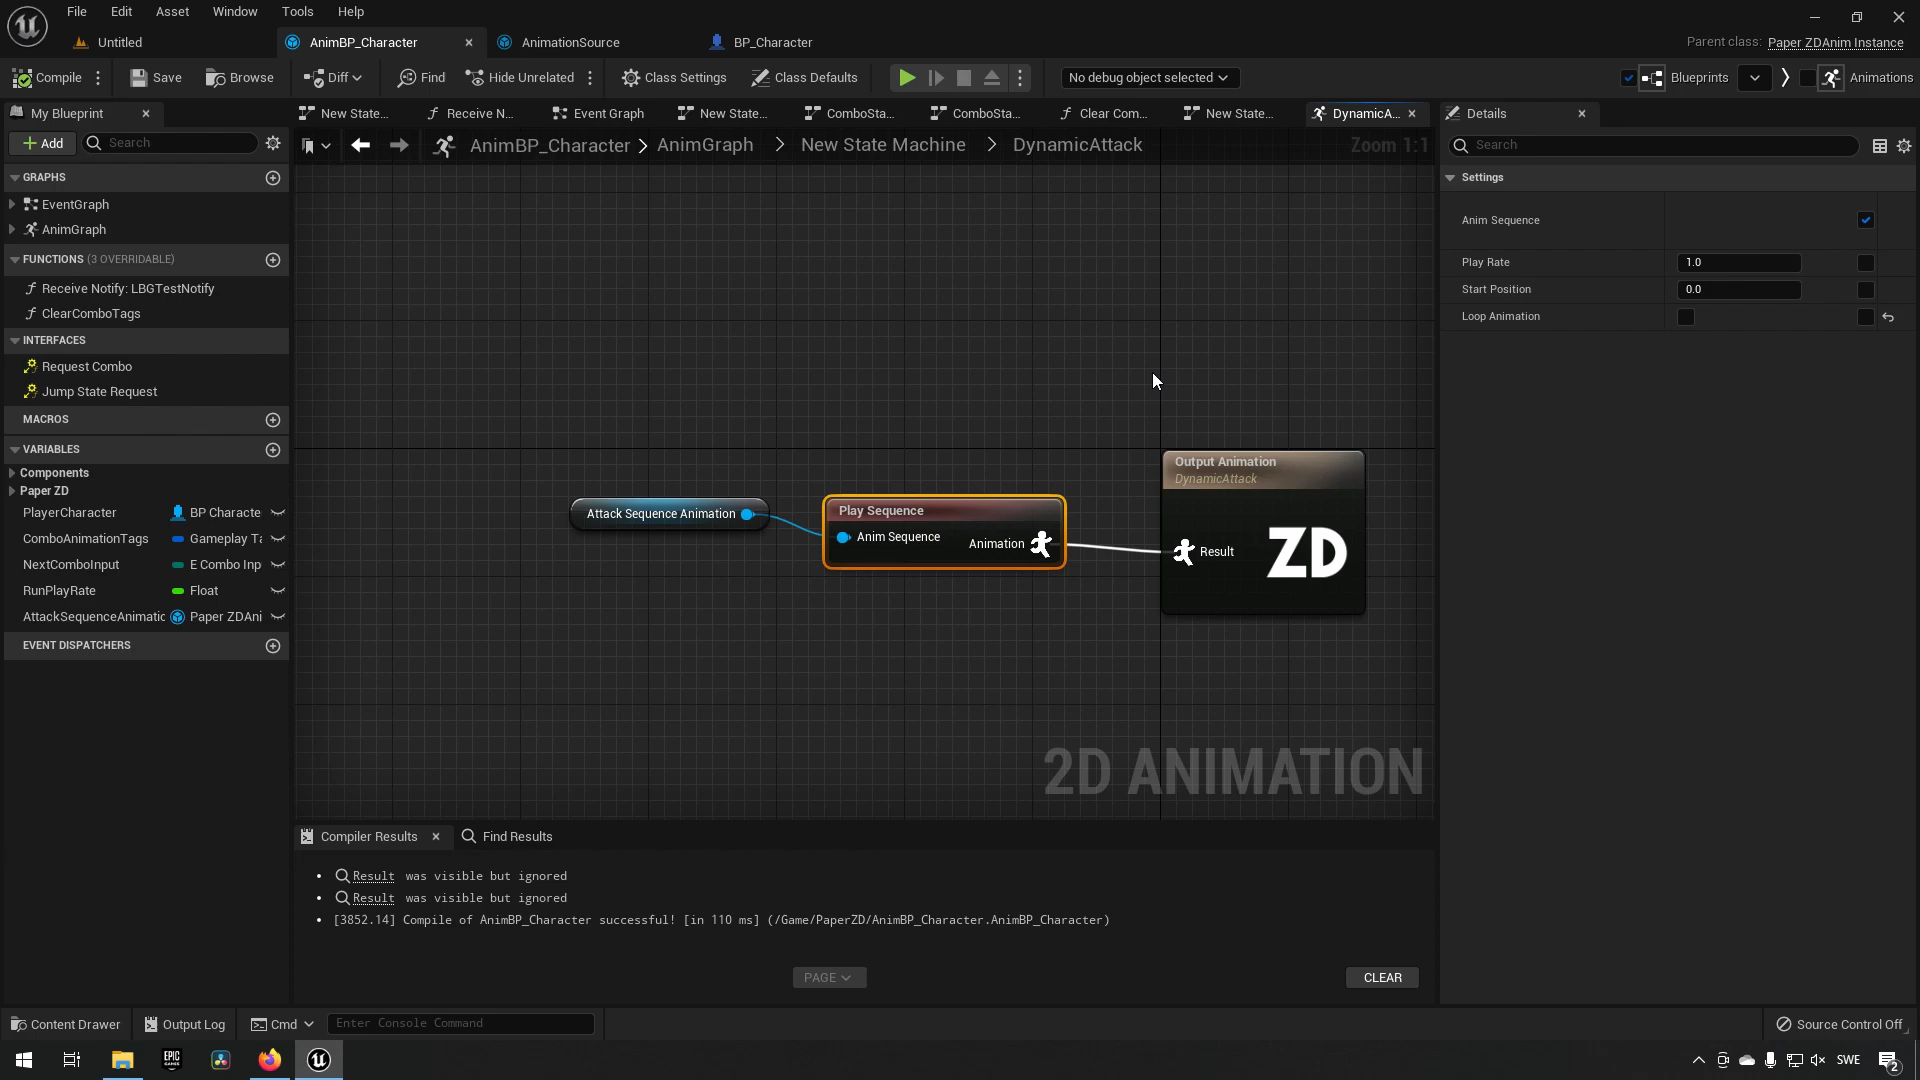 File Edit Asset Window Tools Help
Untitled AnimBP_Character AnimationSource BP_Character Parent class: Paper ZDAnim Instance
Compile Save Browse Diff Find Hide Unrelated Class Settings Class Defaults No debug object selected Blueprints Animations
My Blueprint New State... Receive N... Event Graph New State... ComboSta... ComboSta... Clear Com... New State... DynamicA... Details
Add Search AnimBP_Character AnimGraph New State Machine DynamicAttack Zoom 1:1 Search
GRAPHS
EventGraph
AnimGraph
FUNCTIONS (3 OVERRIDABLE)
Receive Notify: LBGTestNotify
ClearComboTags
INTERFACES
Request Combo
Jump State Request
MACROS
VARIABLES
Components
Paper ZD
PlayerCharacter BP Characte
ComboAnimationTags Gameplay Ta
NextComboInput E Combo Inp
RunPlayRate Float
AttackSequenceAnimatic Paper ZDAni
EVENT DISPATCHERS
Attack Sequence Animation
Play Sequence
Anim Sequence
Animation
Output Animation
DynamicAttack
Result ZD
2D ANIMATION
Settings
Anim Sequence
Play Rate 1.0
Start Position 0.0
Loop Animation
Compiler Results Find Results
Result was visible but ignored
Result was visible but ignored
[3852.14] Compile of AnimBP_Character successful! [in 110 ms] (/Game/PaperZD/AnimBP_Character.AnimBP_Character)
PAGE CLEAR
Content Drawer Output Log Cmd Enter Console Command Source Control Off
EPIC GAMES SWE 2